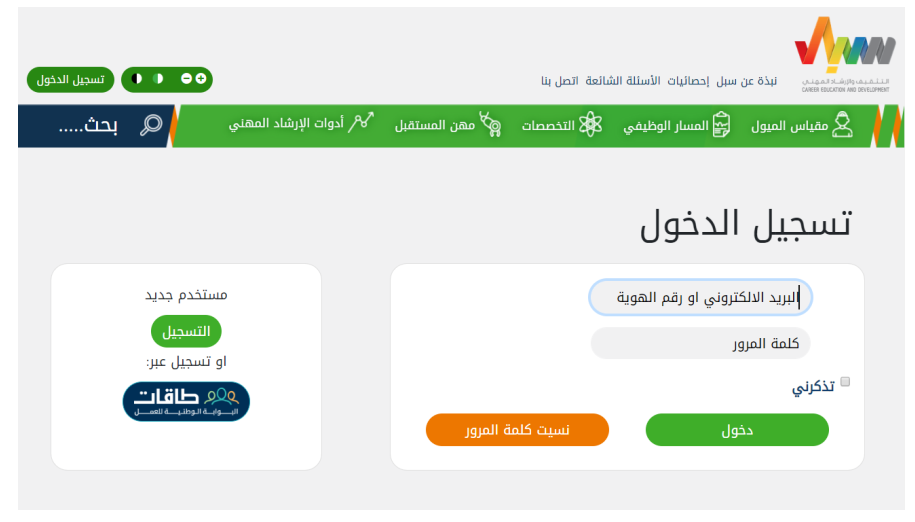 سبل
التثقيف والإرشاد المهني
CAREER EDUCATION AND DEVELOPMENT
نبذة عن سبل إحصائيات الأسئلة الشائعة اتصل بنا
تسجيل الدخول
مقياس الميول المسار الوظيفي التخصصات مهن المستقبل أدوات الإرشاد المهني
بحث.....
تسجيل الدخول
البريد الالكتروني او رقم الهوية
كلمة المرور
تذكرني
دخول نسيت كلمة المرور
مستخدم جديد
التسجيل
او تسجيل عبر:
طاقات
البوابة الوطنية للعمل